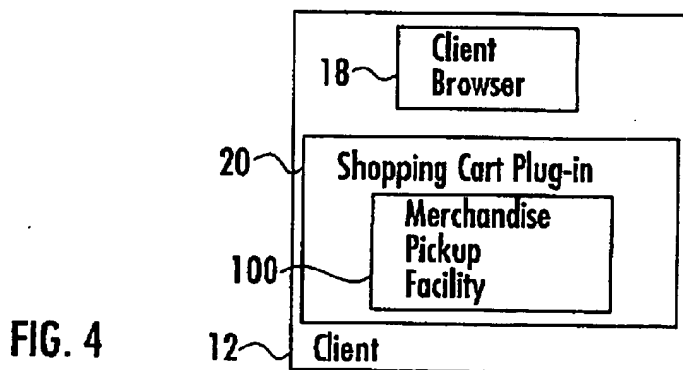 Client
Browser
18
20
Shopping Cart Plug-in
Merchandise
Pickup
Facility
100
FIG. 4
12
Client